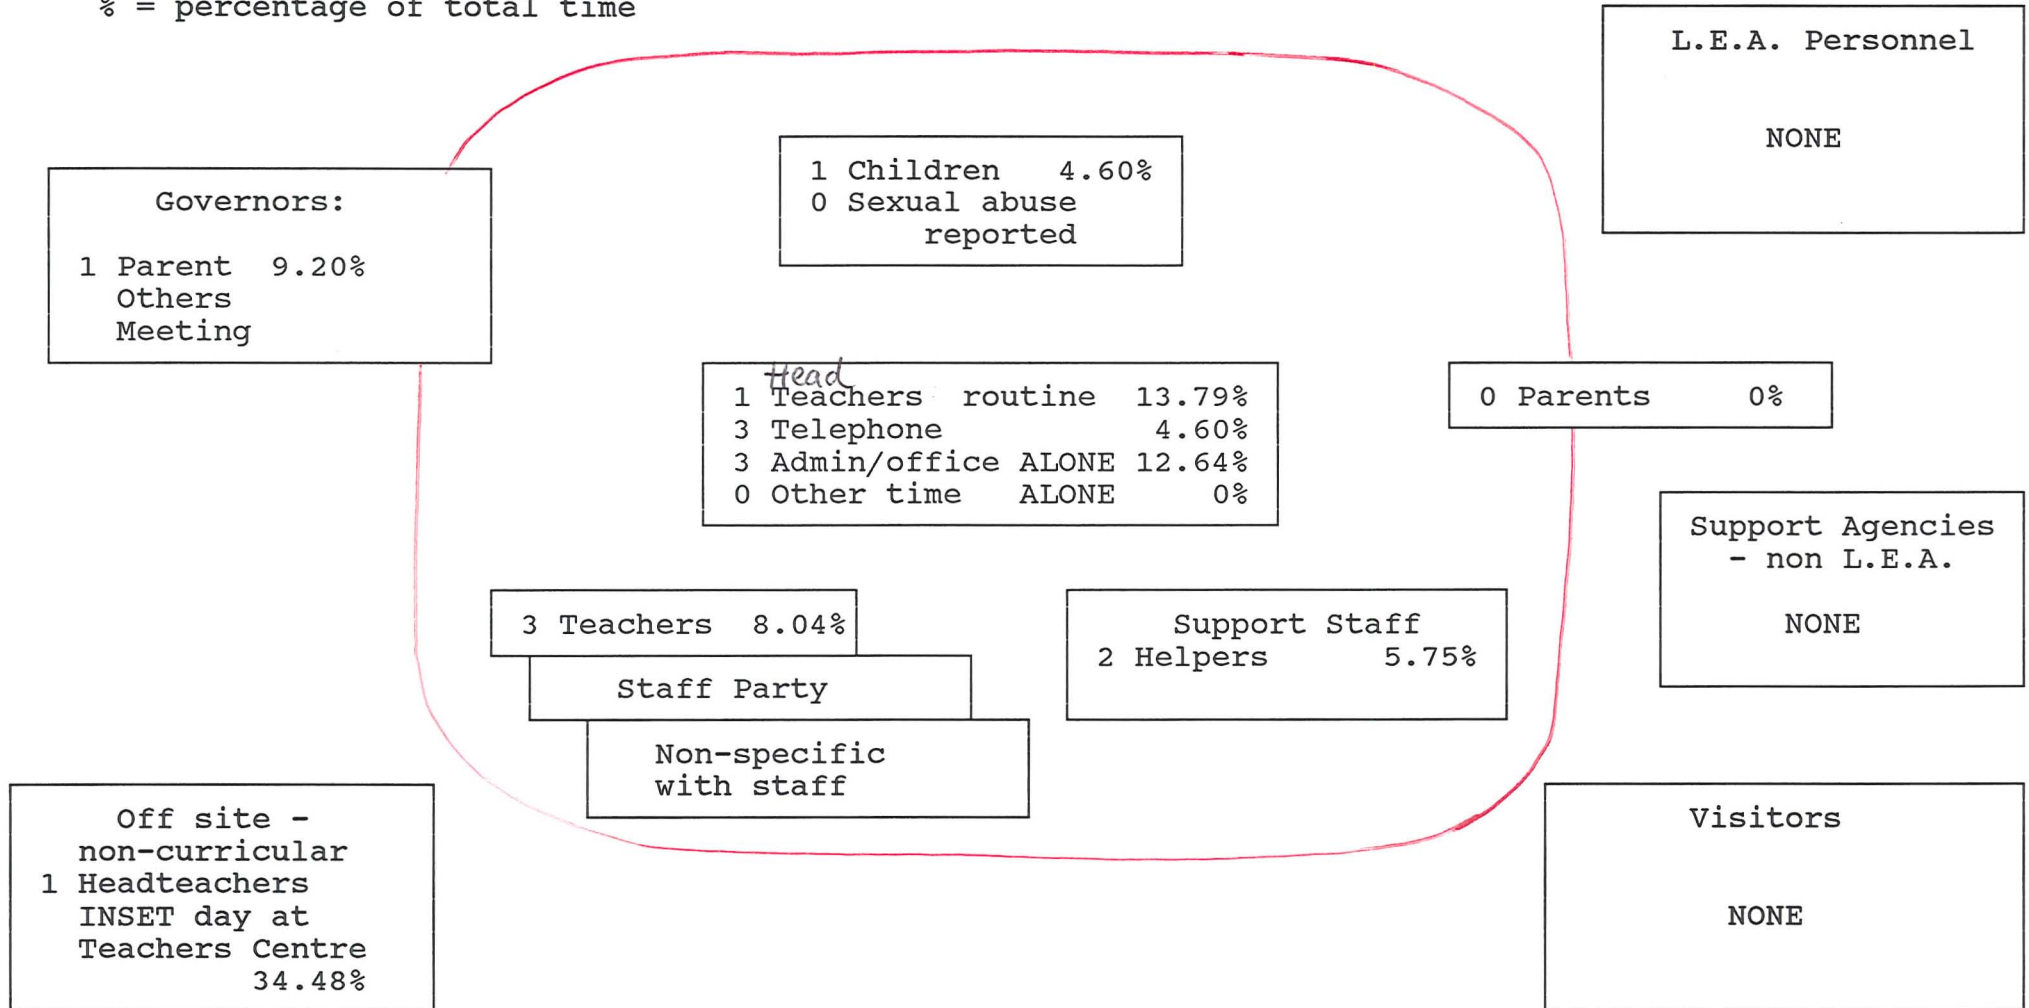 % = percentage of total time
L.E.A. Personnel
NONE
1 Children 4.60%
0 Sexual abuse
reported
Governors:
1 Parent 9.20%
Others
Meeting
Head
1 Teachers routine 13.79%
3 Telephone 4.60%
3 Admin/office ALONE 12.64%
0 Other time ALONE 0%
0 Parents 0%
Support Agencies
- non L.E.A.
NONE
3 Teachers 8.04%
Staff Party
Non-specific
with staff
Support Staff
2 Helpers 5.75%
Off site -
non-curricular
1 Headteachers
INSET day at
Teachers Centre
34.48%
Visitors
NONE